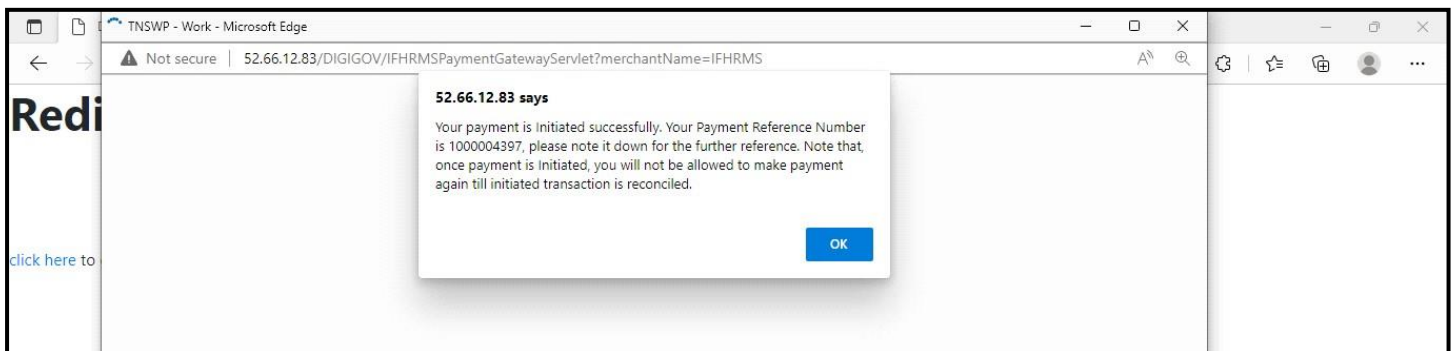 TNSWP - Work - Microsoft Edge
Not secure | 52.66.12.83/DIGIGOV/IFHRMSPaymentGatewayServlet?merchantName=IFHRMS
52.66.12.83 says
Your payment is Initiated successfully. Your Payment Reference Number
is 1000004397, please note it down for the further reference. Note that,
once payment is Initiated, you will not be allowed to make payment
again till initiated transaction is reconciled.
OK
Redi
click here to